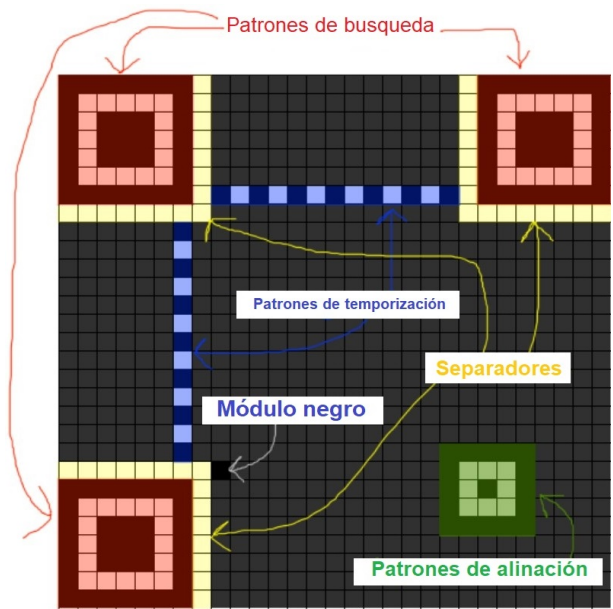 Patrones de busqueda
Patrones de temporización
Separadores
Módulo negro
Patrones de alinación